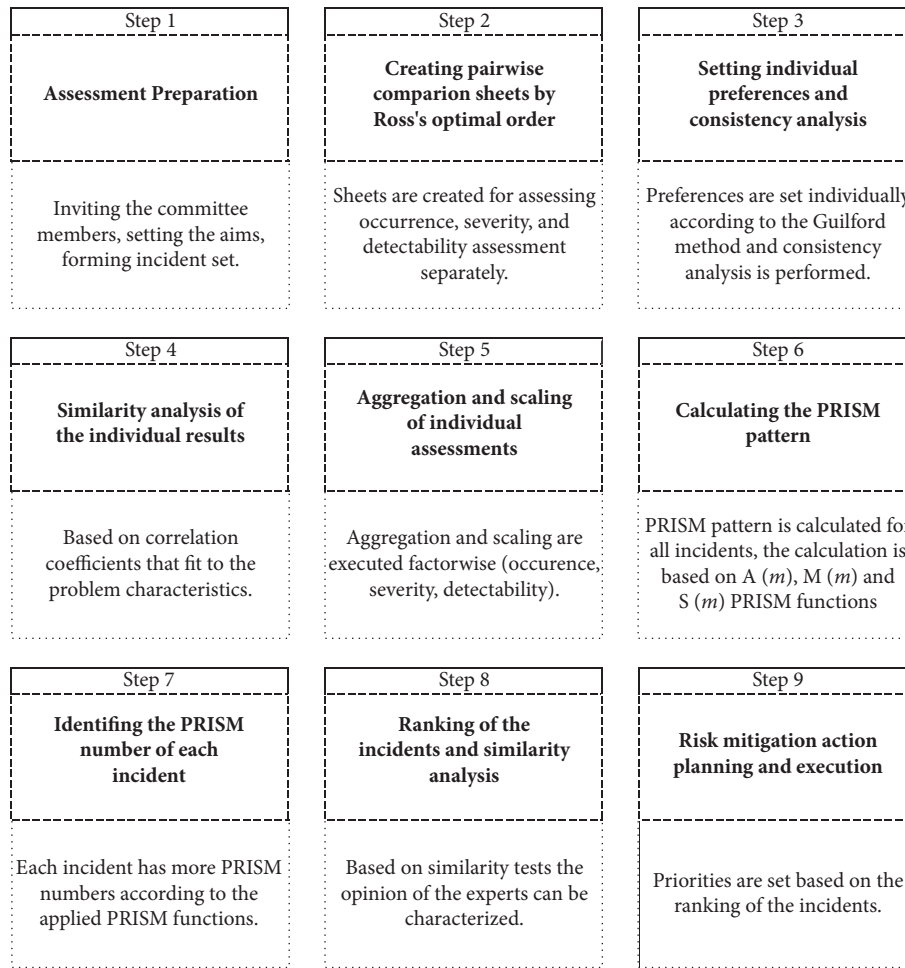 Step 1
Assessment Preparation
Inviting the committee
members, setting the aims,
forming incident set.
Step 2
Creating pairwise
comparion sheets by
Ross's optimal order
Sheets are created for assessing
occurrence, severity, and
detectability assessment
separately.
Step 3
Setting individual
preferences and
consistency analysis
Preferences are set individually
according to the Guilford
method and consistency
analysis is performed.
Step 4
Similarity analysis of
the individual results
Based on correlation
coefficients that fit to the
problem characteristics.
Step 5
Aggregation and scaling
of individual
assessments
Aggregation and scaling are
executed factorwise (occurence,
severity, detectability).
Step 6
Calculating the PRISM
pattern
PRISM pattern is calculated for
all incidents, the calculation is
based on A (m), M (m) and
S (m) PRISM functions
Step 7
Identifing the PRISM
number of each
incident
Each incident has more PRISM
numbers according to the
applied PRISM functions.
Step 8
Ranking of the
incidents and similarity
analysis
Based on similarity tests the
opinion of the experts can be
characterized.
Step 9
Risk mitigation action
planning and execution
Priorities are set based on the
ranking of the incidents.